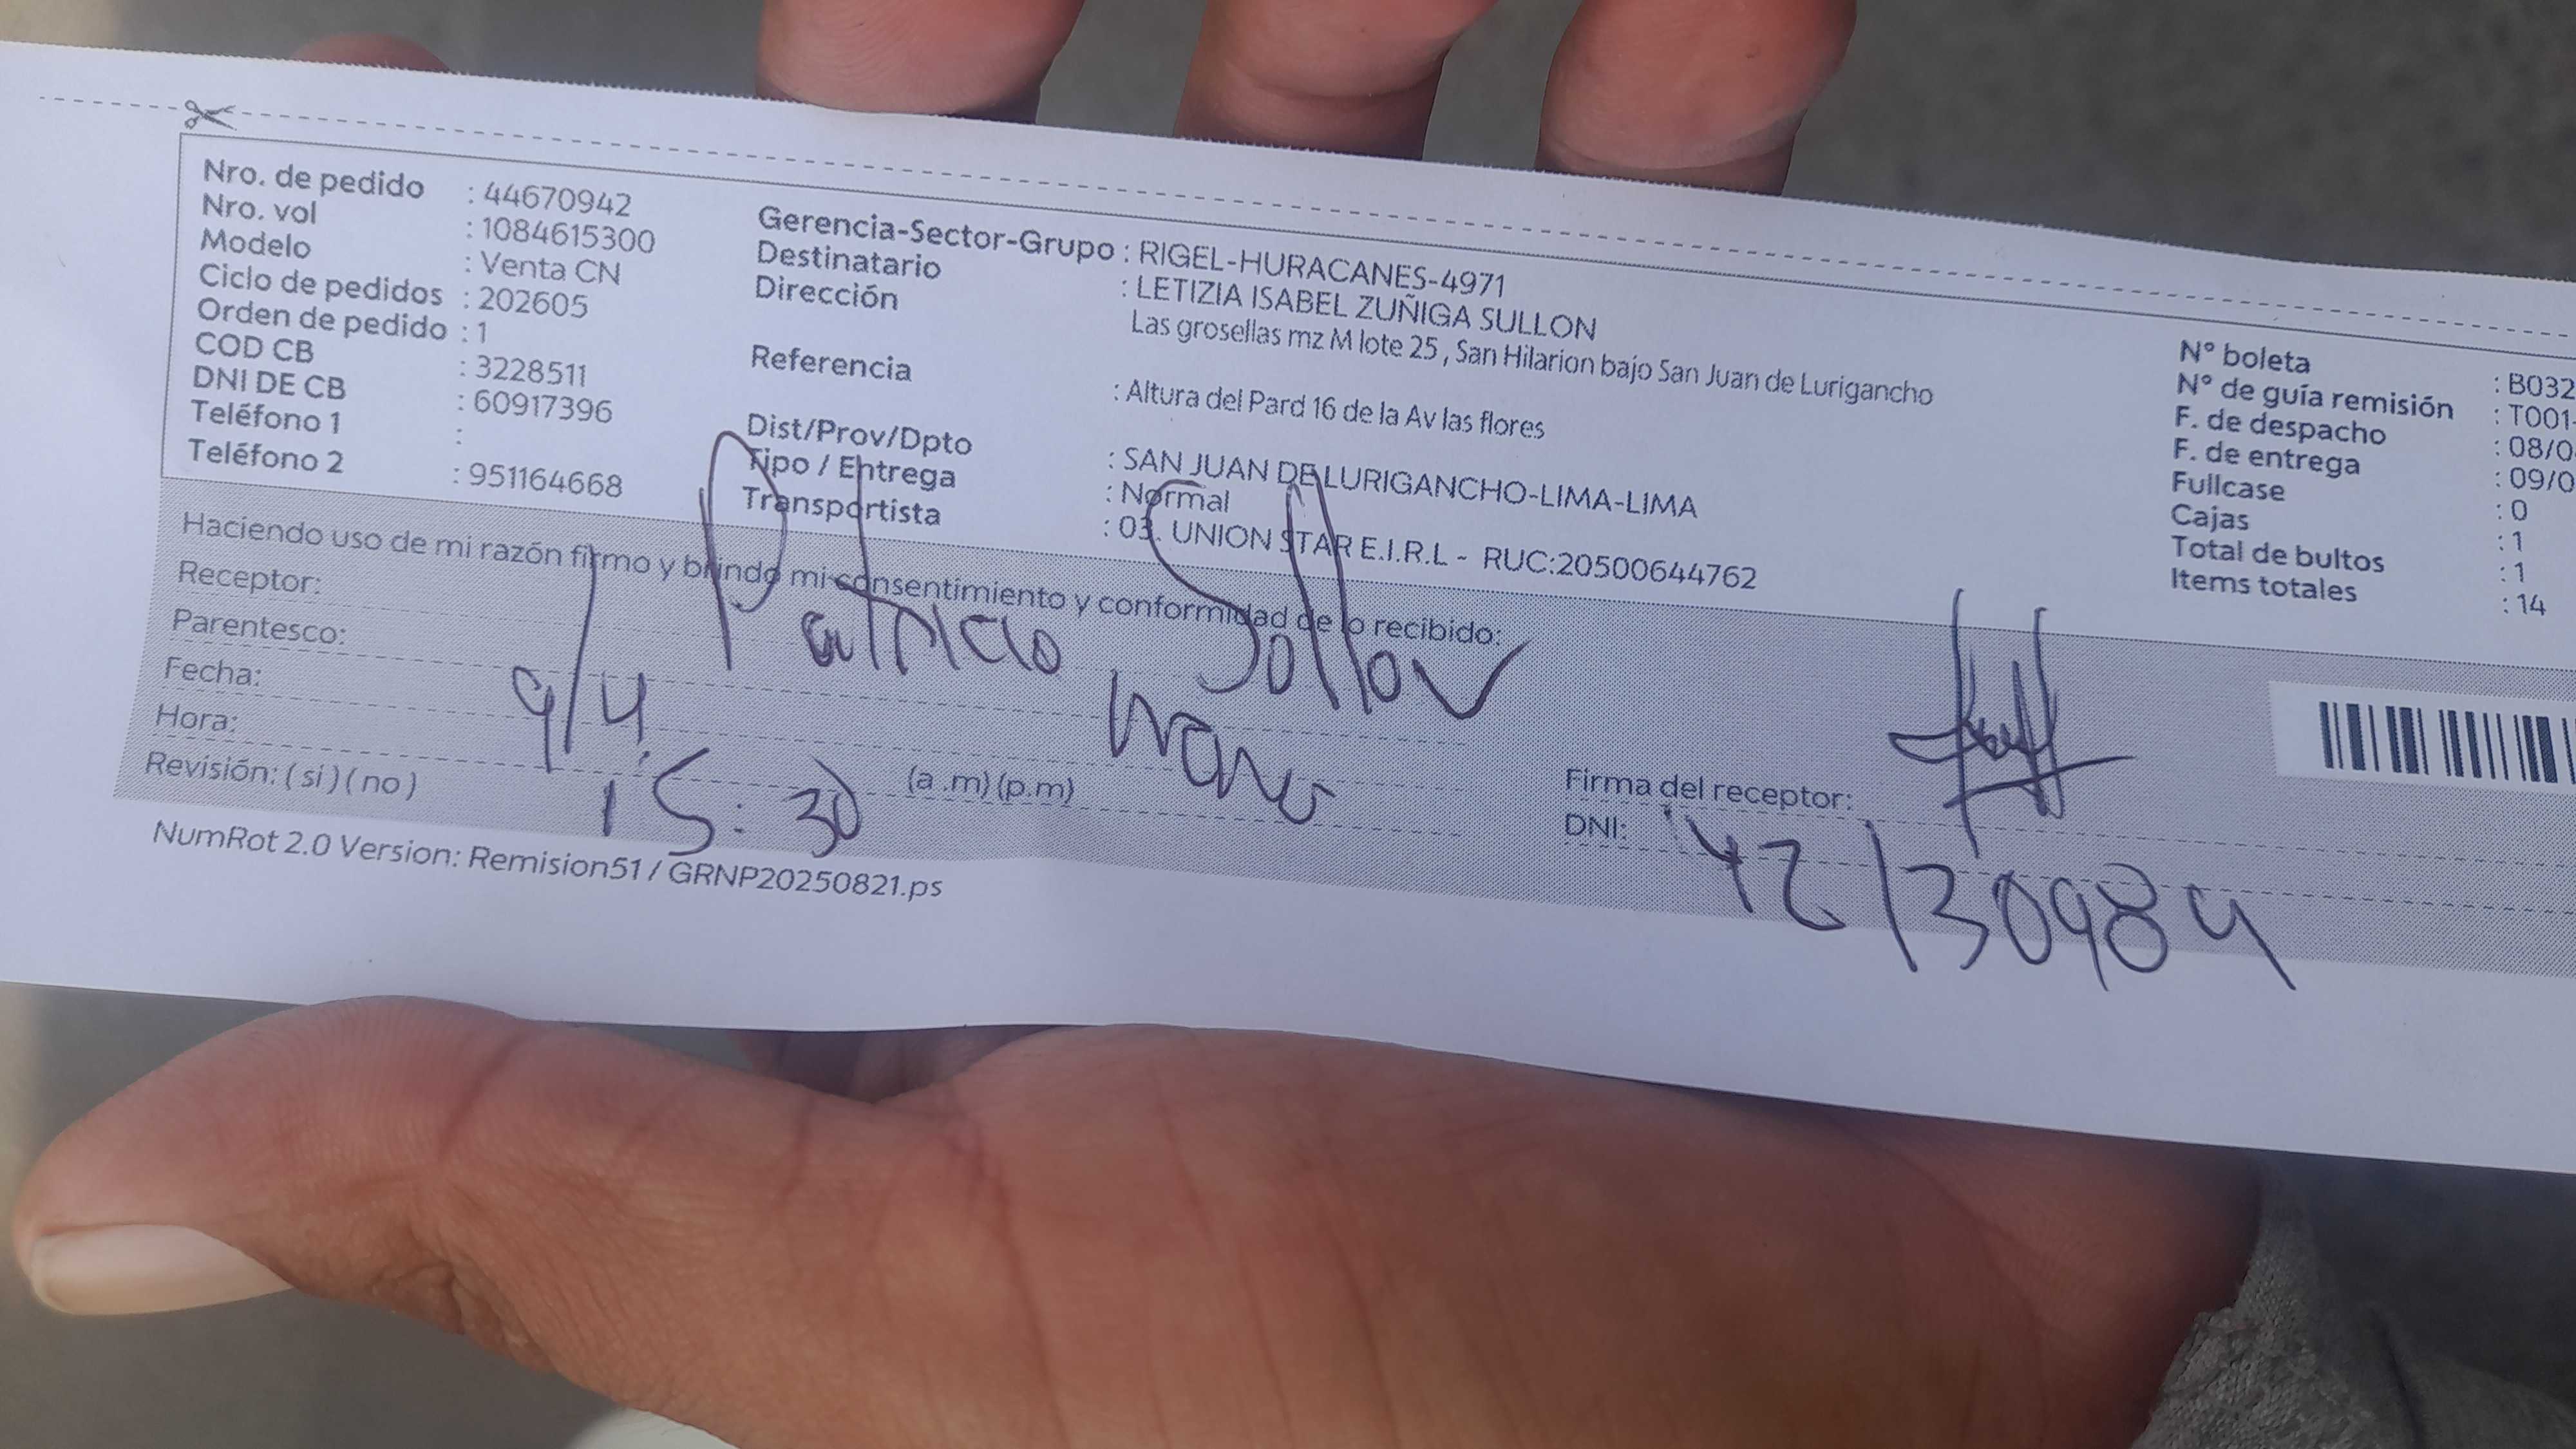 Nro. de pedido : 44670942
Nro. vol : 1084615300
Modelo : Venta CN
Ciclo de pedidos : 202605
Orden de pedido : 1
COD CB : 3228511
DNI DE CB : 60917396
Teléfono 1 :
Teléfono 2 : 951164668
Gerencia-Sector-Grupo : RIGEL-HURACANES-4971
Destinatario : LETIZIA ISABEL ZUÑIGA SULLON
Dirección Las grosellas mz M lote 25 , San Hilarion bajo San Juan de Lurigancho
Referencia : Altura del Pard 16 de la Av las flores
Dist/Prov/Dpto : SAN JUAN DE LURIGANCHO-LIMA-LIMA
Tipo / Entrega : Normal
Transportista : 03. UNION STAR E.I.R.L - RUC:20500644762
N° boleta : B032
N° de guía remisión : T001-
F. de despacho : 08/0
F. de entrega : 09/0
Fullcase : 0
Cajas : 1
Total de bultos : 1
Items totales : 14
Haciendo uso de mi razón firmo y brindo mi consentimiento y conformidad de lo recibido:
Receptor: Patricio Sollov
Parentesco:
Fecha: 9/4
Hora: 15:30 (a.m) (p.m)
Revisión: ( si ) ( no )
Firma del receptor:
DNI: 42130989
NumRot 2.0 Version: Remision51 / GRNP20250821.ps